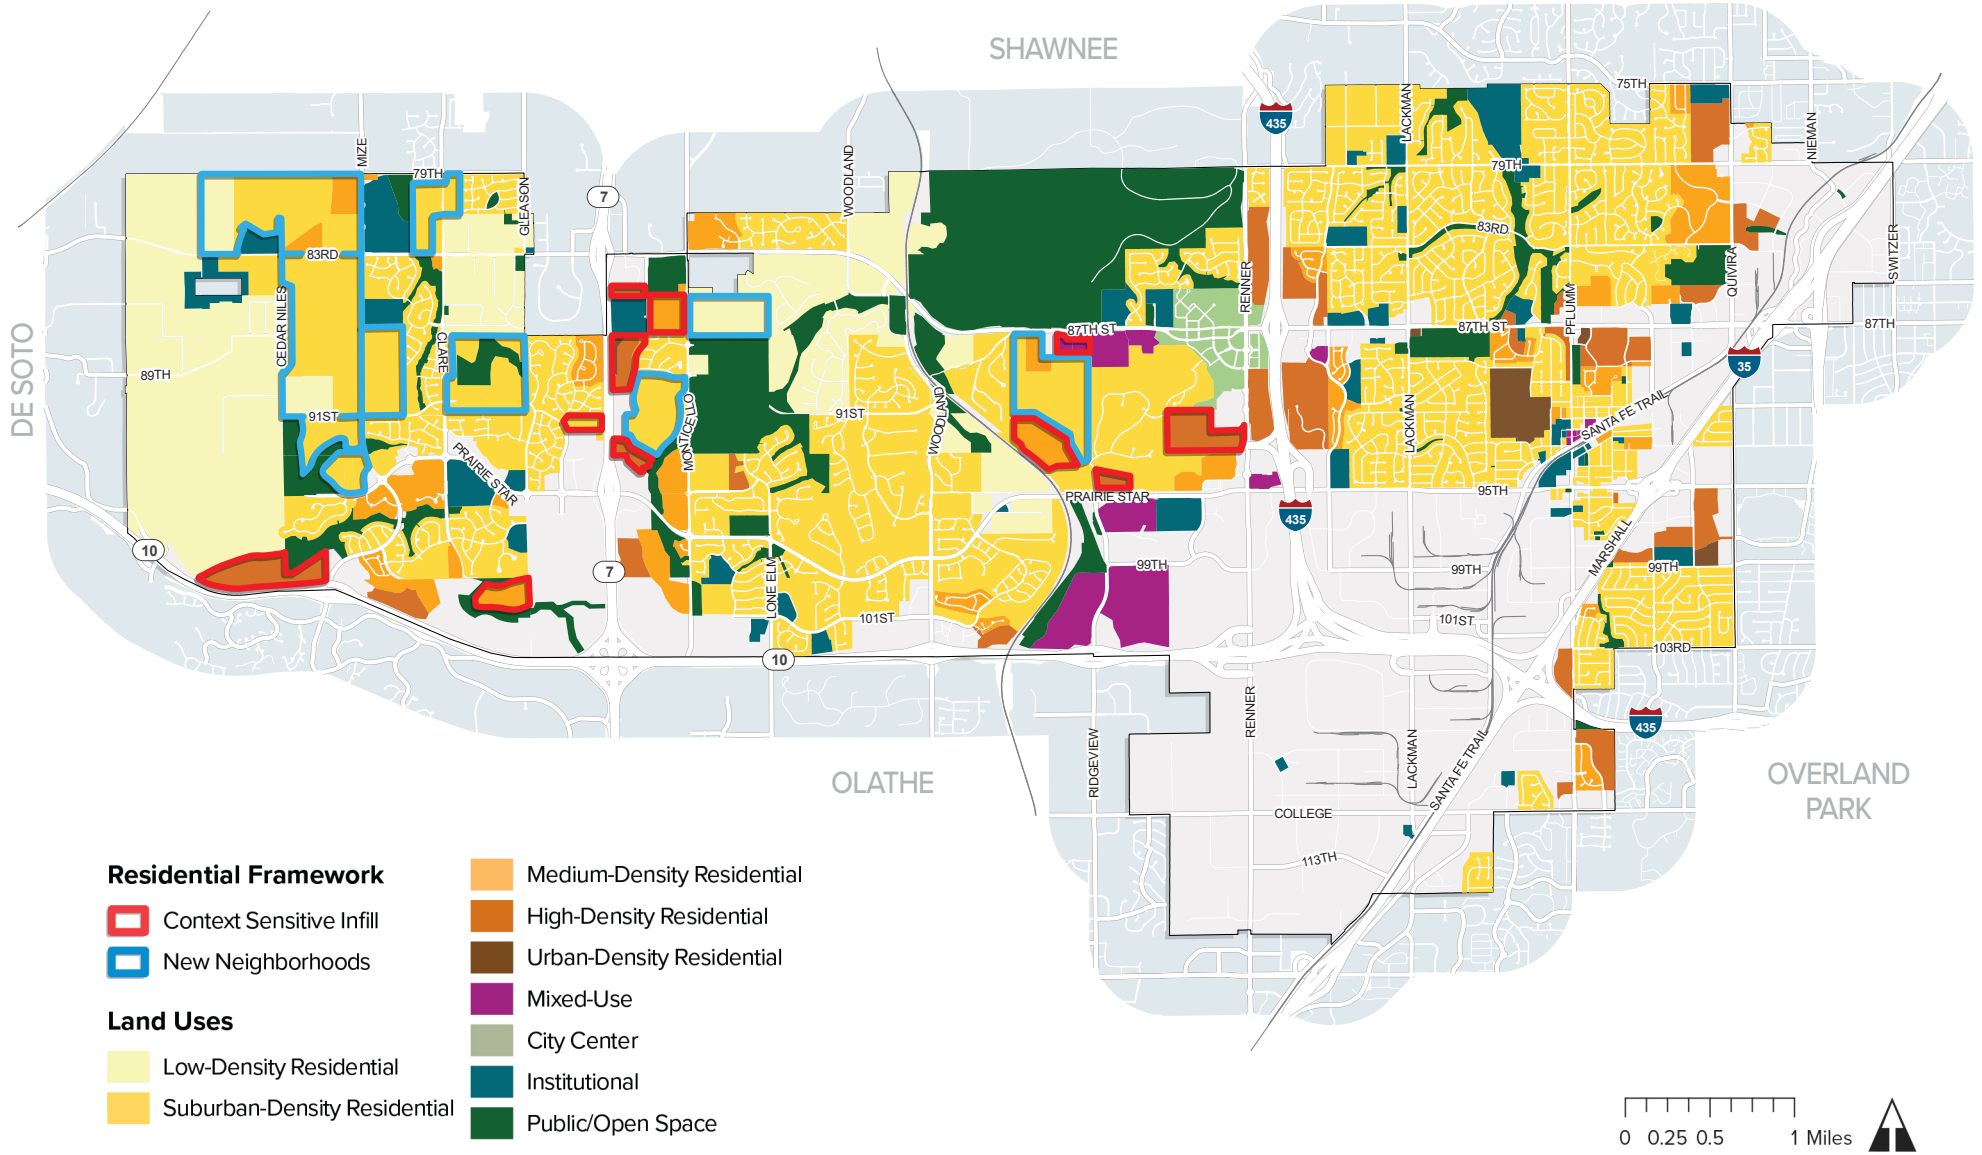 SHAWNEE
75TH
435
LACKMAN
NIEMAN
MIZE
79TH
WOODLAND
79TH
GLEASON
7
83RD
83RD
SWITZER
QUIVIRA
RENNER
CEDAR NILES
PFLUMM
87TH ST
87TH ST
87TH
DE SOTO
CLARE
35
89TH
91ST
91ST
MONTICELLO
WOODLAND
LACKMAN
SANTA FE TRAIL
PRAIRIE STAR
PRAIRIE STAR
95TH
435
10
7
99TH
99TH
99TH
MARSHALL
LONE ELM
101ST
101ST
103RD
10
RENNER
435
RIDGEVIEW
LACKMAN
SANTA FE TRAIL
OLATHE
OVERLAND
PARK
COLLEGE
113TH
Residential Framework
Context Sensitive Infill
New Neighborhoods
Land Uses
Low-Density Residential
Suburban-Density Residential
Medium-Density Residential
High-Density Residential
Urban-Density Residential
Mixed-Use
City Center
Institutional
Public/Open Space
0 0.25 0.5 1 Miles